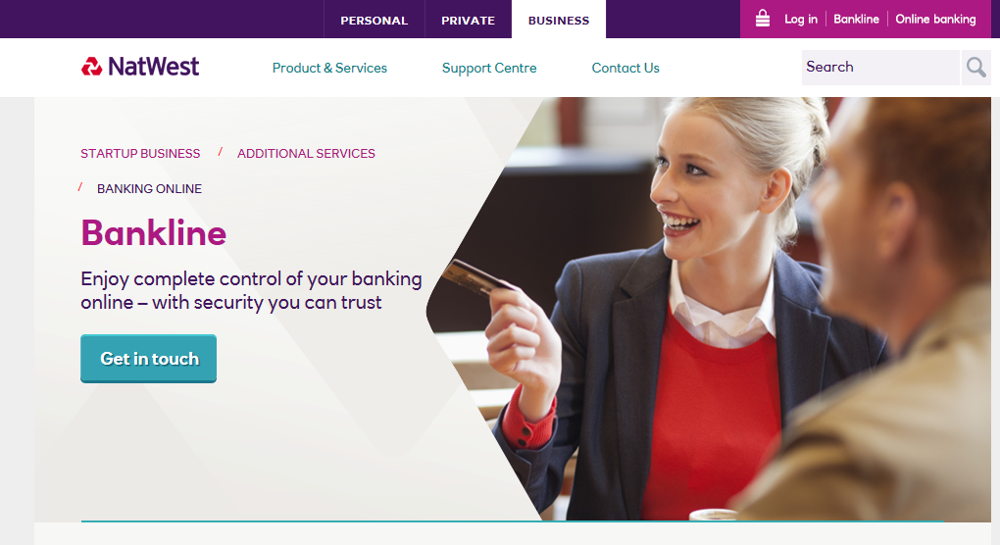 PERSONAL PRIVATE BUSINESS Log in Bankline Online banking
NatWest Product & Services Support Centre Contact Us Search
STARTUP BUSINESS / ADDITIONAL SERVICES
/ BANKING ONLINE
Bankline
Enjoy complete control of your banking
online – with security you can trust
Get in touch